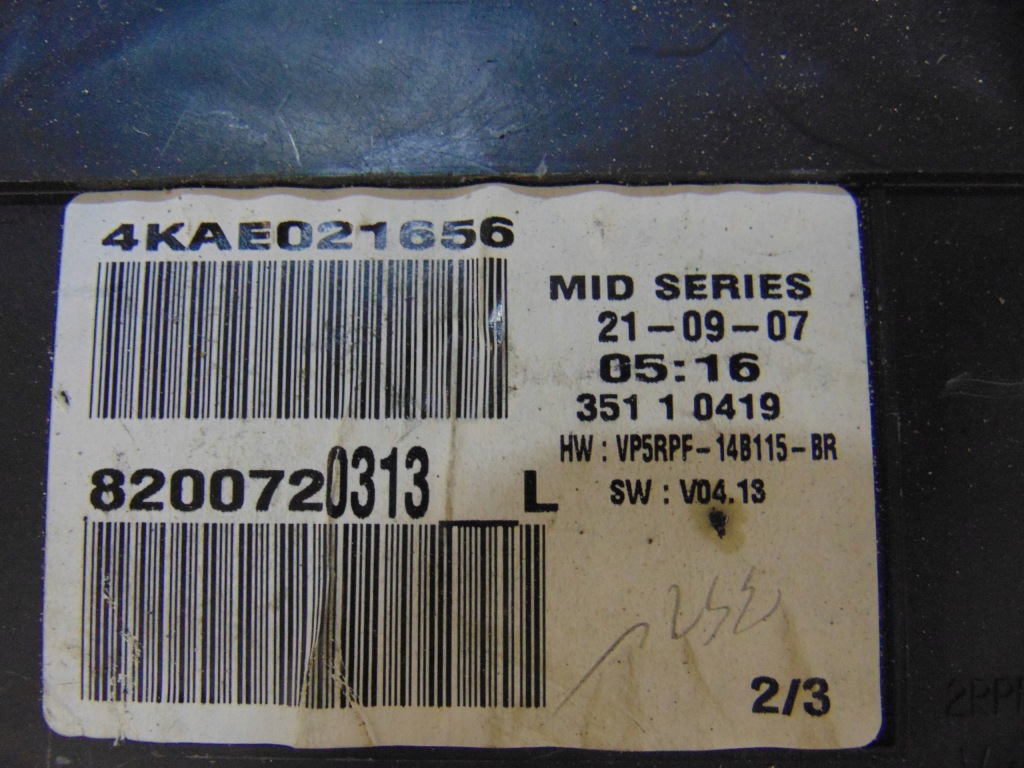 4KAE021656
MID SERIES
21-09-07
05:16
351 1 0419
HW : VP5RPF-14B115-BR
SW : V04.13
8200720313 L
2/3